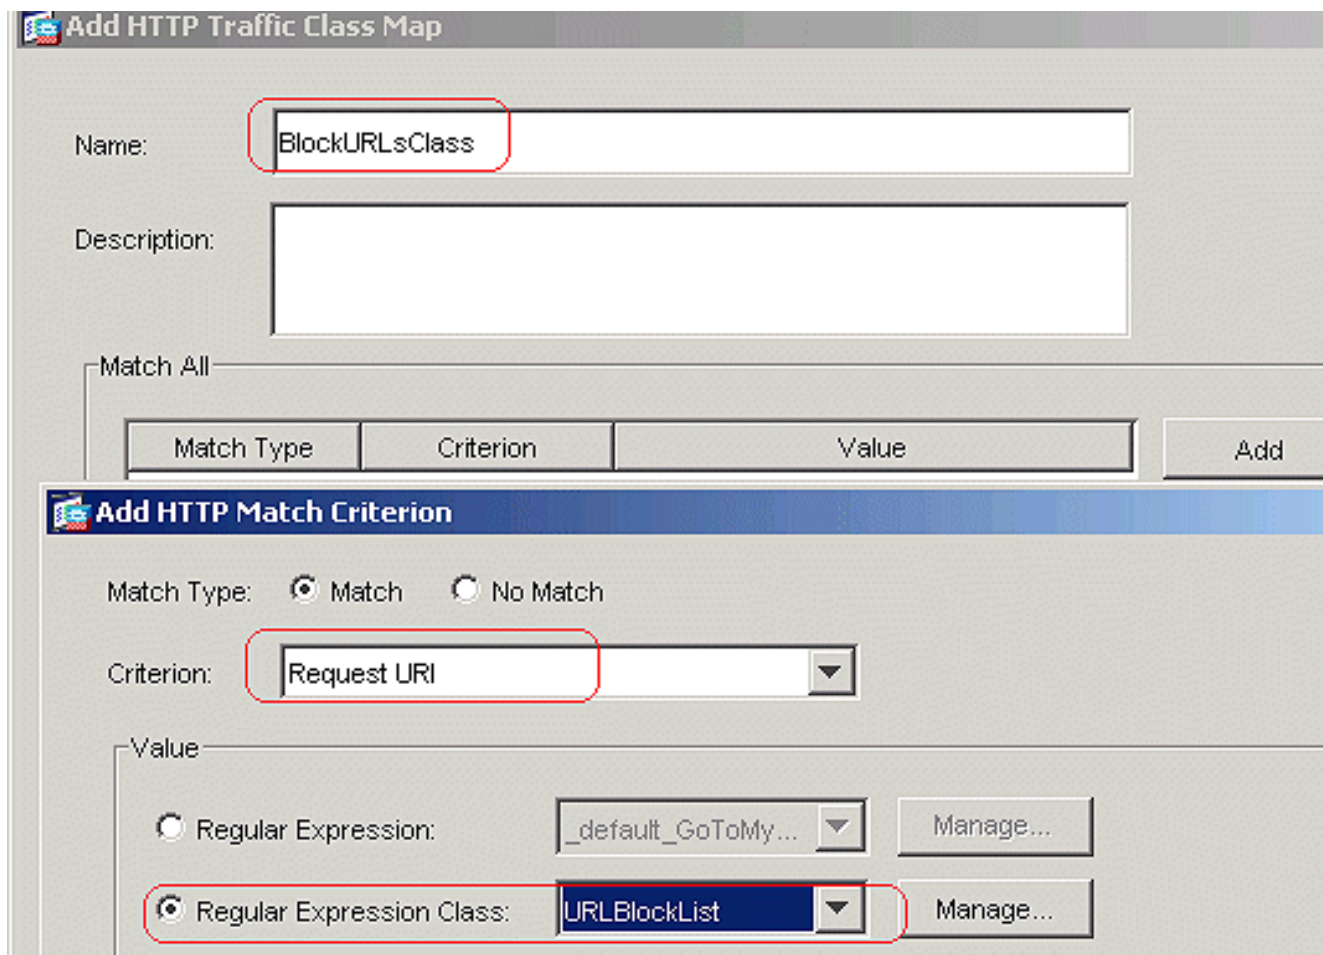 Add HTTP Traffic Class Map
Name: BlockURLsClass
Description:
Match All
Match Type Criterion Value Add
Add HTTP Match Criterion
Match Type: Match No Match
Criterion: Request URI
Value
Regular Expression: _default_GoToMy... Manage...
Regular Expression Class: URLBlockList Manage...